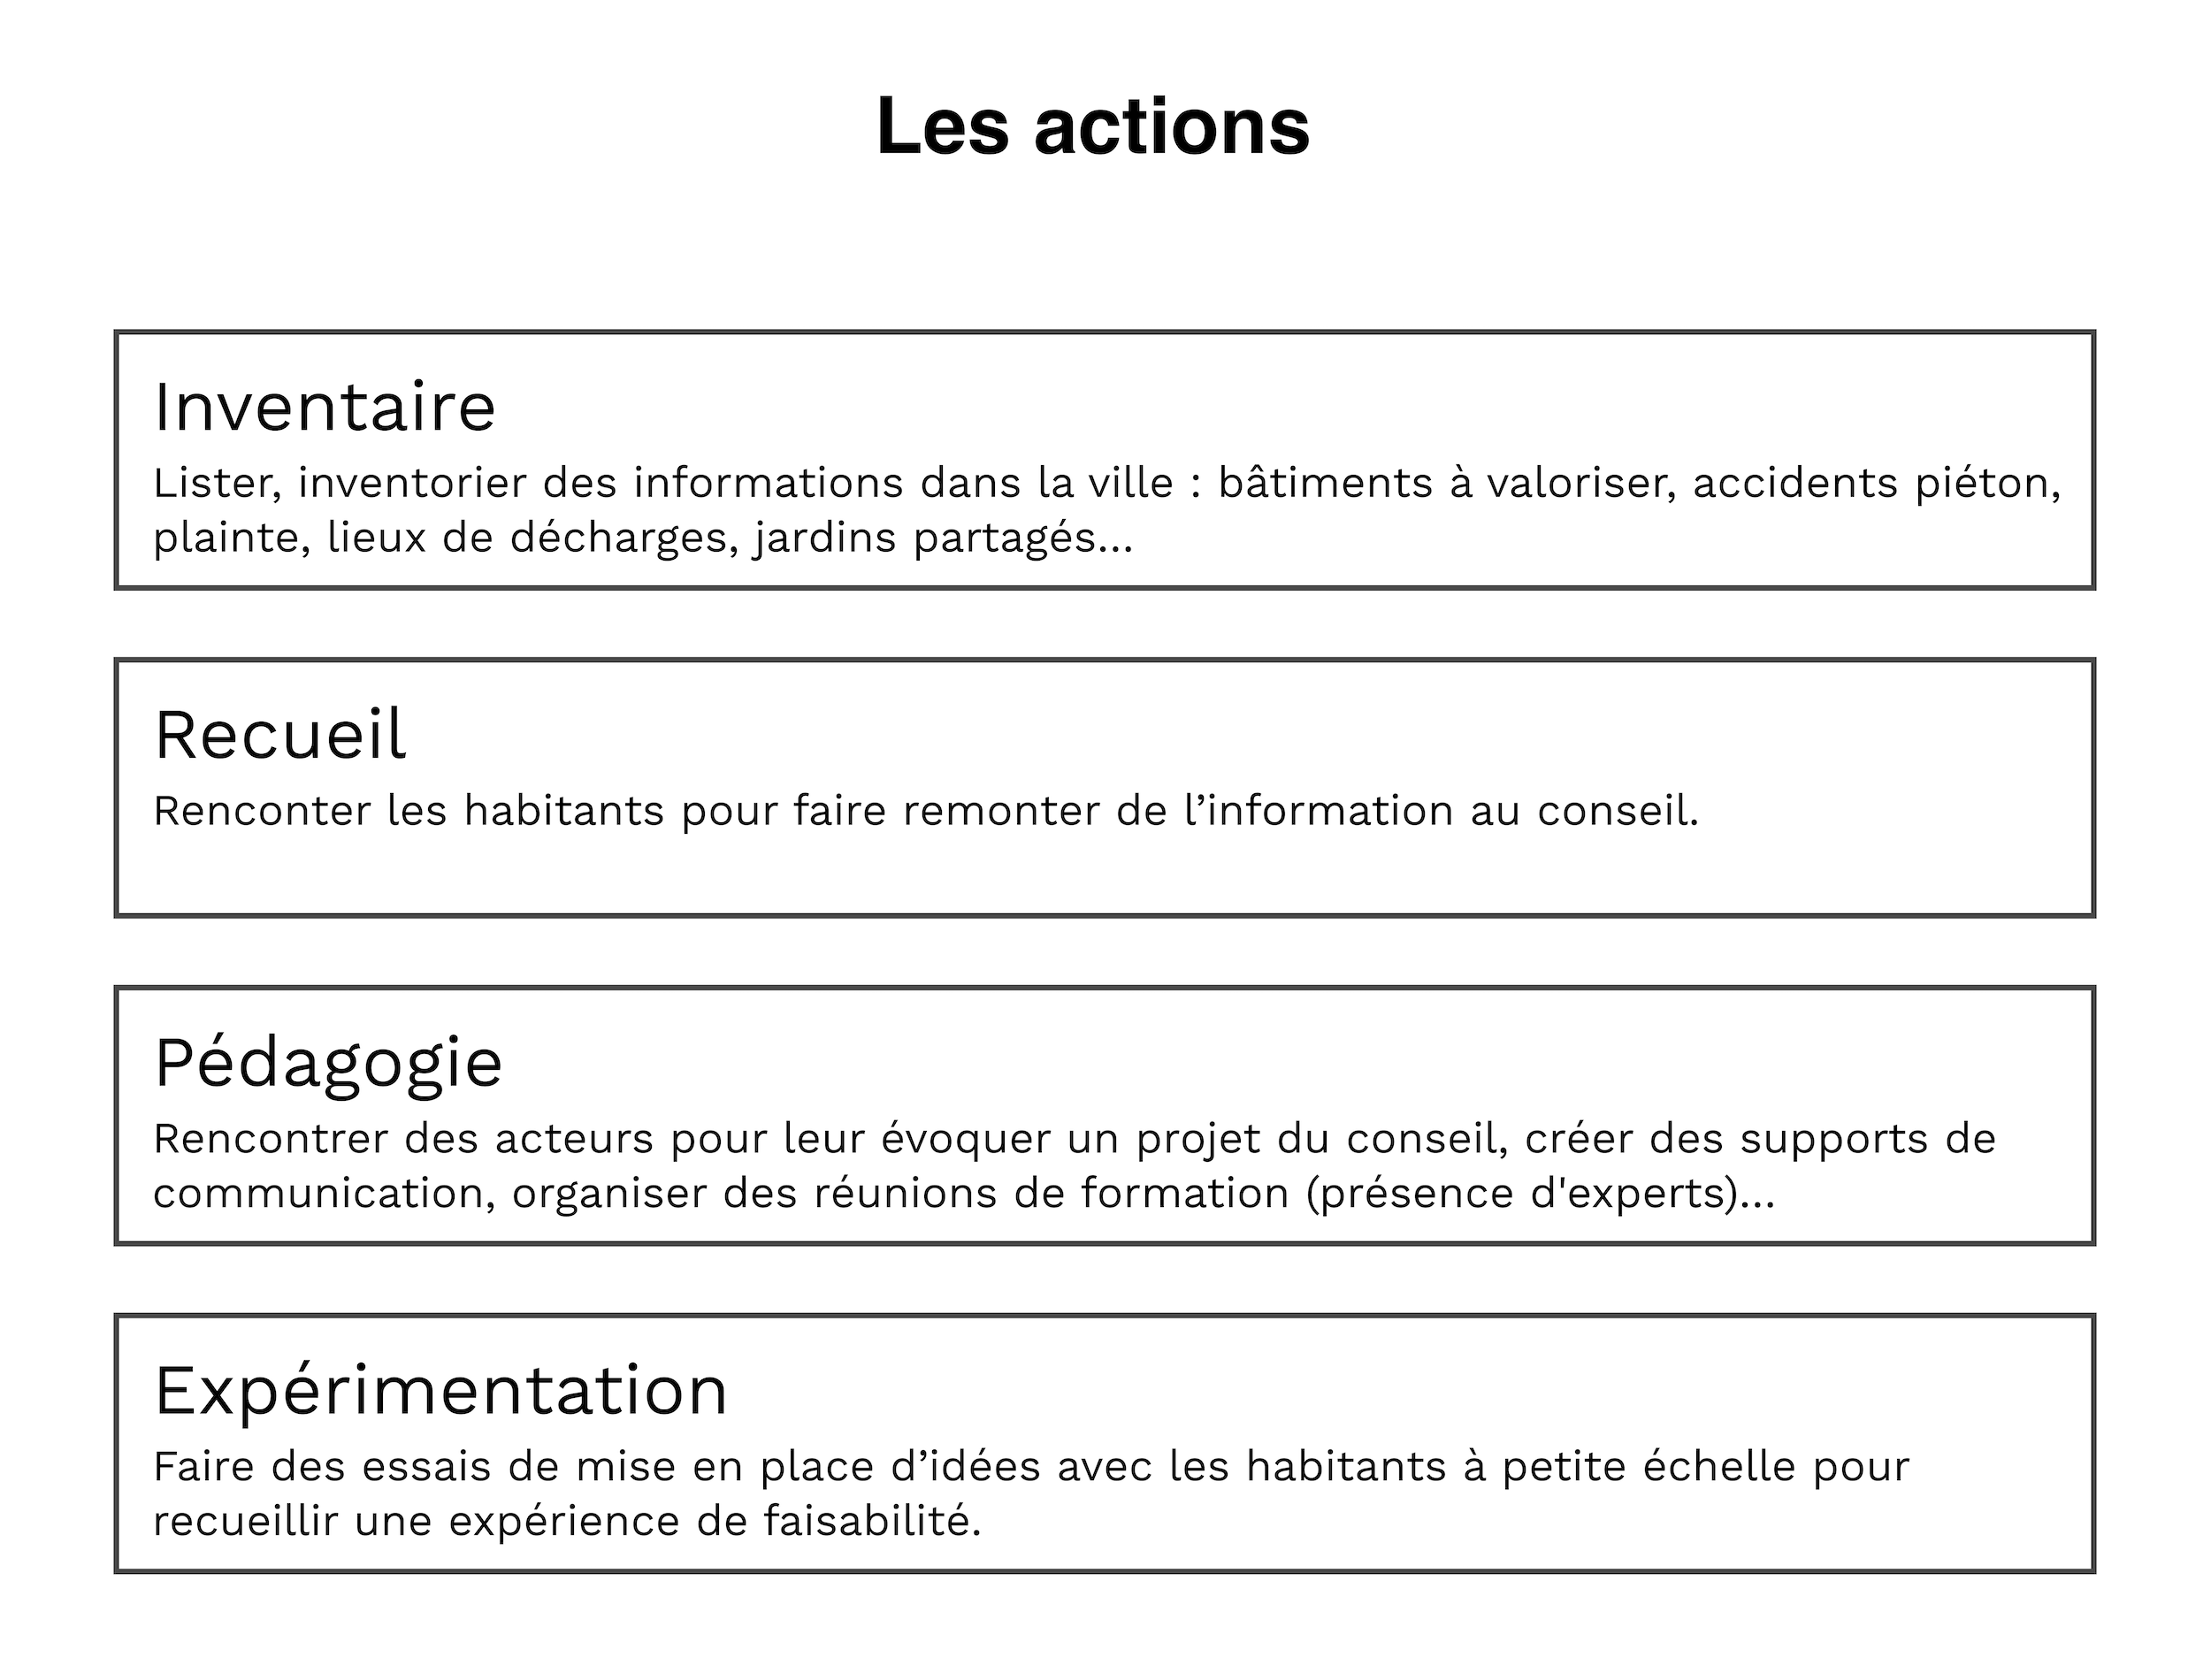 Les actions
Inventaire
Lister, inventorier des informations dans la ville : bâtiments à valoriser, accidents piéton,
plainte, lieux de décharges, jardins partagés...
Recueil
Renconter les habitants pour faire remonter de l’information au conseil.
Pédagogie
Rencontrer des acteurs pour leur évoquer un projet du conseil, créer des supports de
communication, organiser des réunions de formation (présence d'experts)...
Expérimentation
Faire des essais de mise en place d’idées avec les habitants à petite échelle pour
recueillir une expérience de faisabilité.